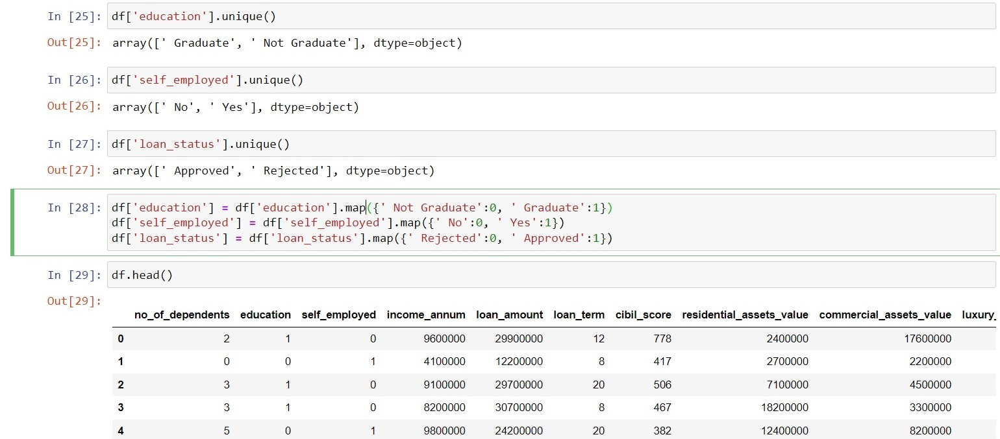 In [25]: df['education'].unique()
Out[25]: array([' Graduate', ' Not Graduate'], dtype=object)
In [26]: df['self_employed'].unique()
Out[26]: array([' No', ' Yes'], dtype=object)
In [27]: df['loan_status'].unique()
Out[27]: array([' Approved', ' Rejected'], dtype=object)
In [28]: df['education'] = df['education'].map({' Not Graduate':0, ' Graduate':1})
df['self_employed'] = df['self_employed'].map({' No':0, ' Yes':1})
df['loan_status'] = df['loan_status'].map({' Rejected':0, ' Approved':1})
In [29]: df.head()
Out[29]:
no_of_dependents education self_employed income_annum loan_amount loan_term cibil_score residential_assets_value commercial_assets_value luxury_
0 2 1 0 9600000 29900000 12 778 2400000 17600000
1 0 0 1 4100000 12200000 8 417 2700000 2200000
2 3 1 0 9100000 29700000 20 506 7100000 4500000
3 3 1 0 8200000 30700000 8 467 18200000 3300000
4 5 0 1 9800000 24200000 20 382 12400000 8200000